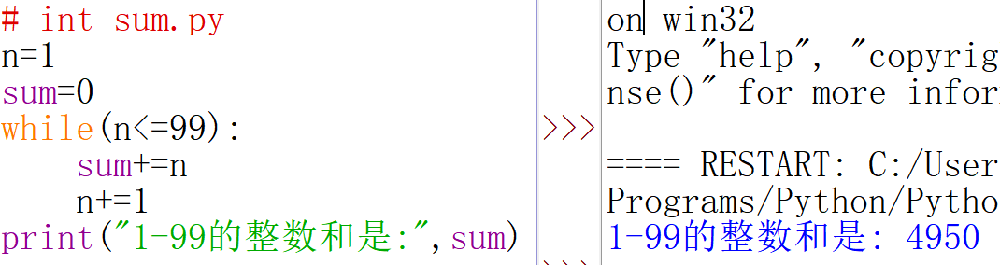 # int_sum.py
n=1
sum=0
while(n<=99):
    sum+=n
    n+=1
print("1-99的整数和是:",sum)
>>>
>>>
on win32
Type "help", "copyrig
nse()" for more infor
==== RESTART: C:/User
Programs/Python/Pytho
1-99的整数和是: 4950